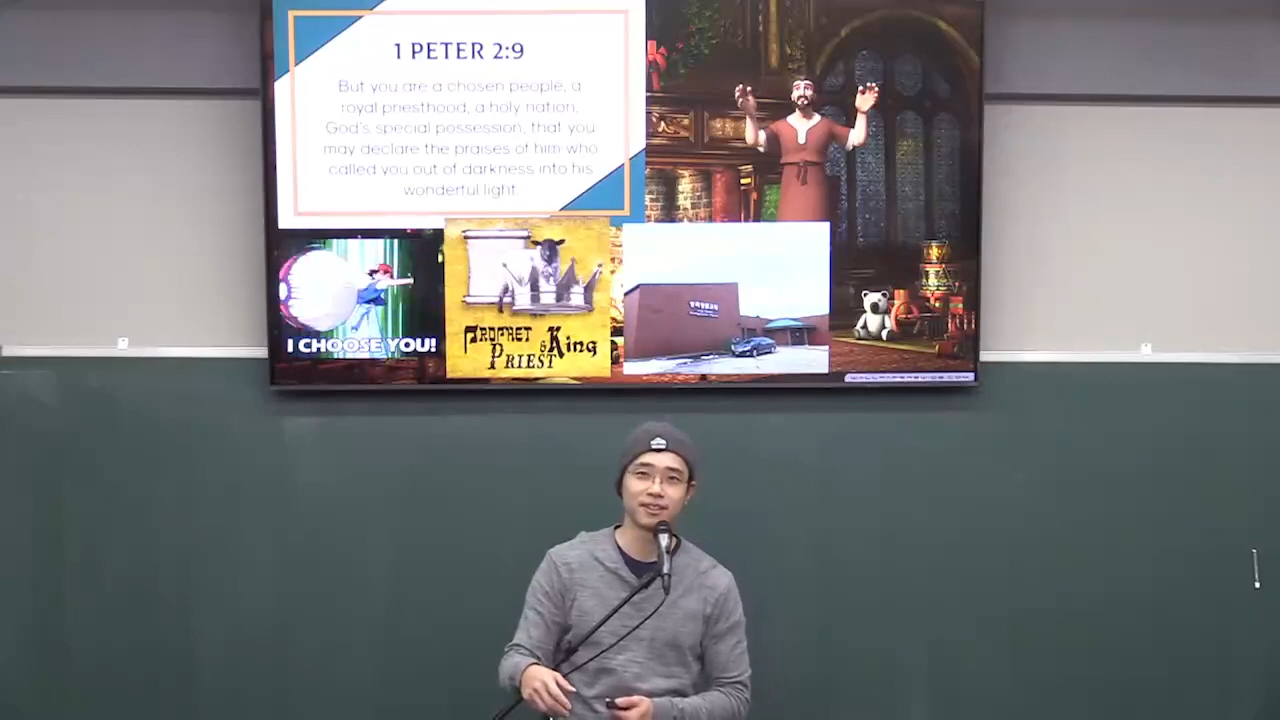 1 PETER 2:9
But you are a chosen people, a
royal priesthood, a holy nation,
God's special possession, that you
may declare the praises of him who
called you out of darkness into his
wonderful light.
I CHOOSE YOU!
PROPHET
PRIEST
& King
WALLPAPERSWIDE.COM